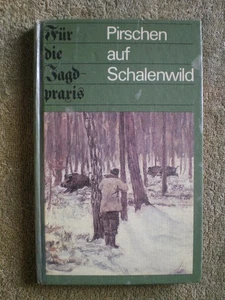 Für
die
Jagd-
praxis
Pirschen
auf
Schalenwild